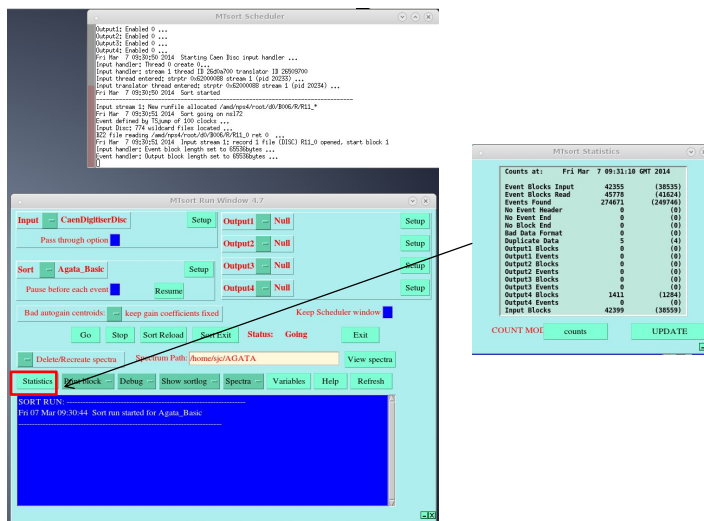 MTsort Scheduler
Output1: Enabled 0 ...
Output2: Enabled 0 ...
Output3: Enabled 0 ...
Output4: Enabled 0 ...
Fri Mar  7 09:30:50 2014  Starting Caen Disc input handler ...
Input handler: Thread 0 create 0...
Input handler: stream 1 thread ID 26d0a700 translator ID 26509700
Input thread entered: strptr 0x62000088 stream 1 (pid 20233) ...
Input translator thread entered: strptr 0x62000088 stream 1 (pid 20234) ...
Fri Mar  7 09:30:50 2014  Sort started
Input stream 1: New runfile allocated /amd/nps4/root/d0/B006/R/R11_*
Fri Mar  7 09:30:51 2014  Sort going on nsl72
Event defined by TSjump of 100 clocks ...
Input Disc: 774 wildcard files located ...
BZ2 file reading /amd/nps4/root/d0/B006/R/R11_0 ret 0 ...
Fri Mar  7 09:30:51 2014  Input stream 1: record 1 file (DISC) R11_0 opened, start block 1
Input handler: Event block length set to 65536bytes ...
Event handler: Output block length set to 65536bytes ...
MTsort Statistics
Counts at: Fri Mar 7 09:31:10 GMT 2014
Event Blocks Input 42355 (38535)
Event Blocks Read 45778 (41624)
Events Found 274671 (249746)
No Event Header 0 (0)
No Event End 0 (0)
No Block End 0 (0)
Bad Data Format 0 (0)
Duplicate Data 5 (4)
Output1 Blocks 0 (0)
Output1 Events 0 (0)
Output2 Blocks 0 (0)
Output2 Events 0 (0)
Output3 Blocks 0 (0)
Output3 Events 0 (0)
Output4 Blocks 1411 (1284)
Output4 Events 0 (0)
Input Blocks 42399 (38559)
COUNT MOD counts UPDATE
MTsort Run Window 4.7
Input CaenDigitiserDisc Setup Output1 Null Setup
Pass through option Output2 Null Setup
Sort Agata_Basic Setup Output3 Null Setup
Pause before each event Resume Output4 Null Setup
Bad autogain centroids: keep gain coefficients fixed Keep Scheduler window
Go Stop Sort Reload Sort Exit Status: Going Exit
Delete/Recreate spectra Spectrum Path: /home/sjc/AGATA View spectra
Statistics Print block Debug Show sortlog Spectra Variables Help Refresh
SORT RUN: ------------------------------------------------
Fri 07 Mar 09:30:44 Sort run started for Agata_Basic